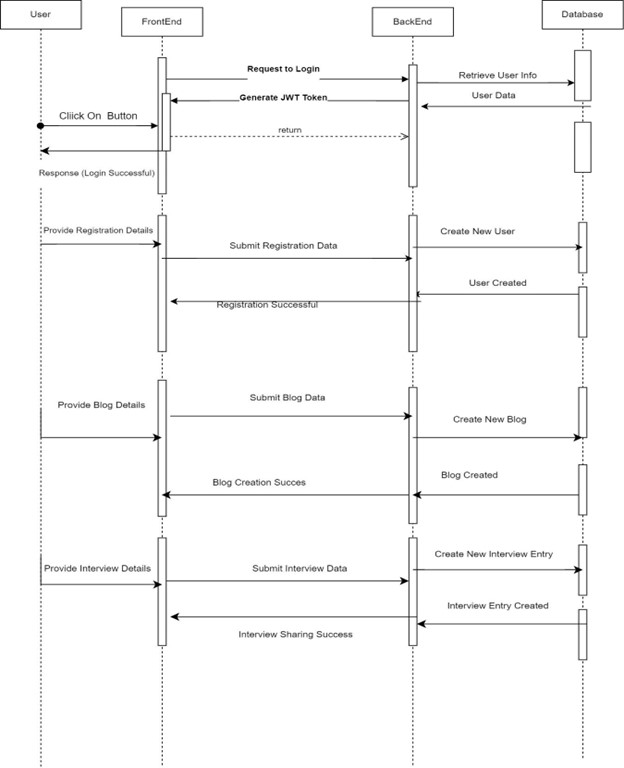 User
FrontEnd
BackEnd
Database
Request to Login
Retrieve User Info
User Data
Generate JWT Token
Cliick On Button
return
Response (Login Successful)
Provide Registration Details
Create New User
Submit Registration Data
User Created
Registration Successful
Provide Blog Details
Submit Blog Data
Create New Blog
Blog Created
Blog Creation Succes
Create New Interview Entry
Provide Interview Details
Submit Interview Data
Interview Entry Created
Interview Sharing Success